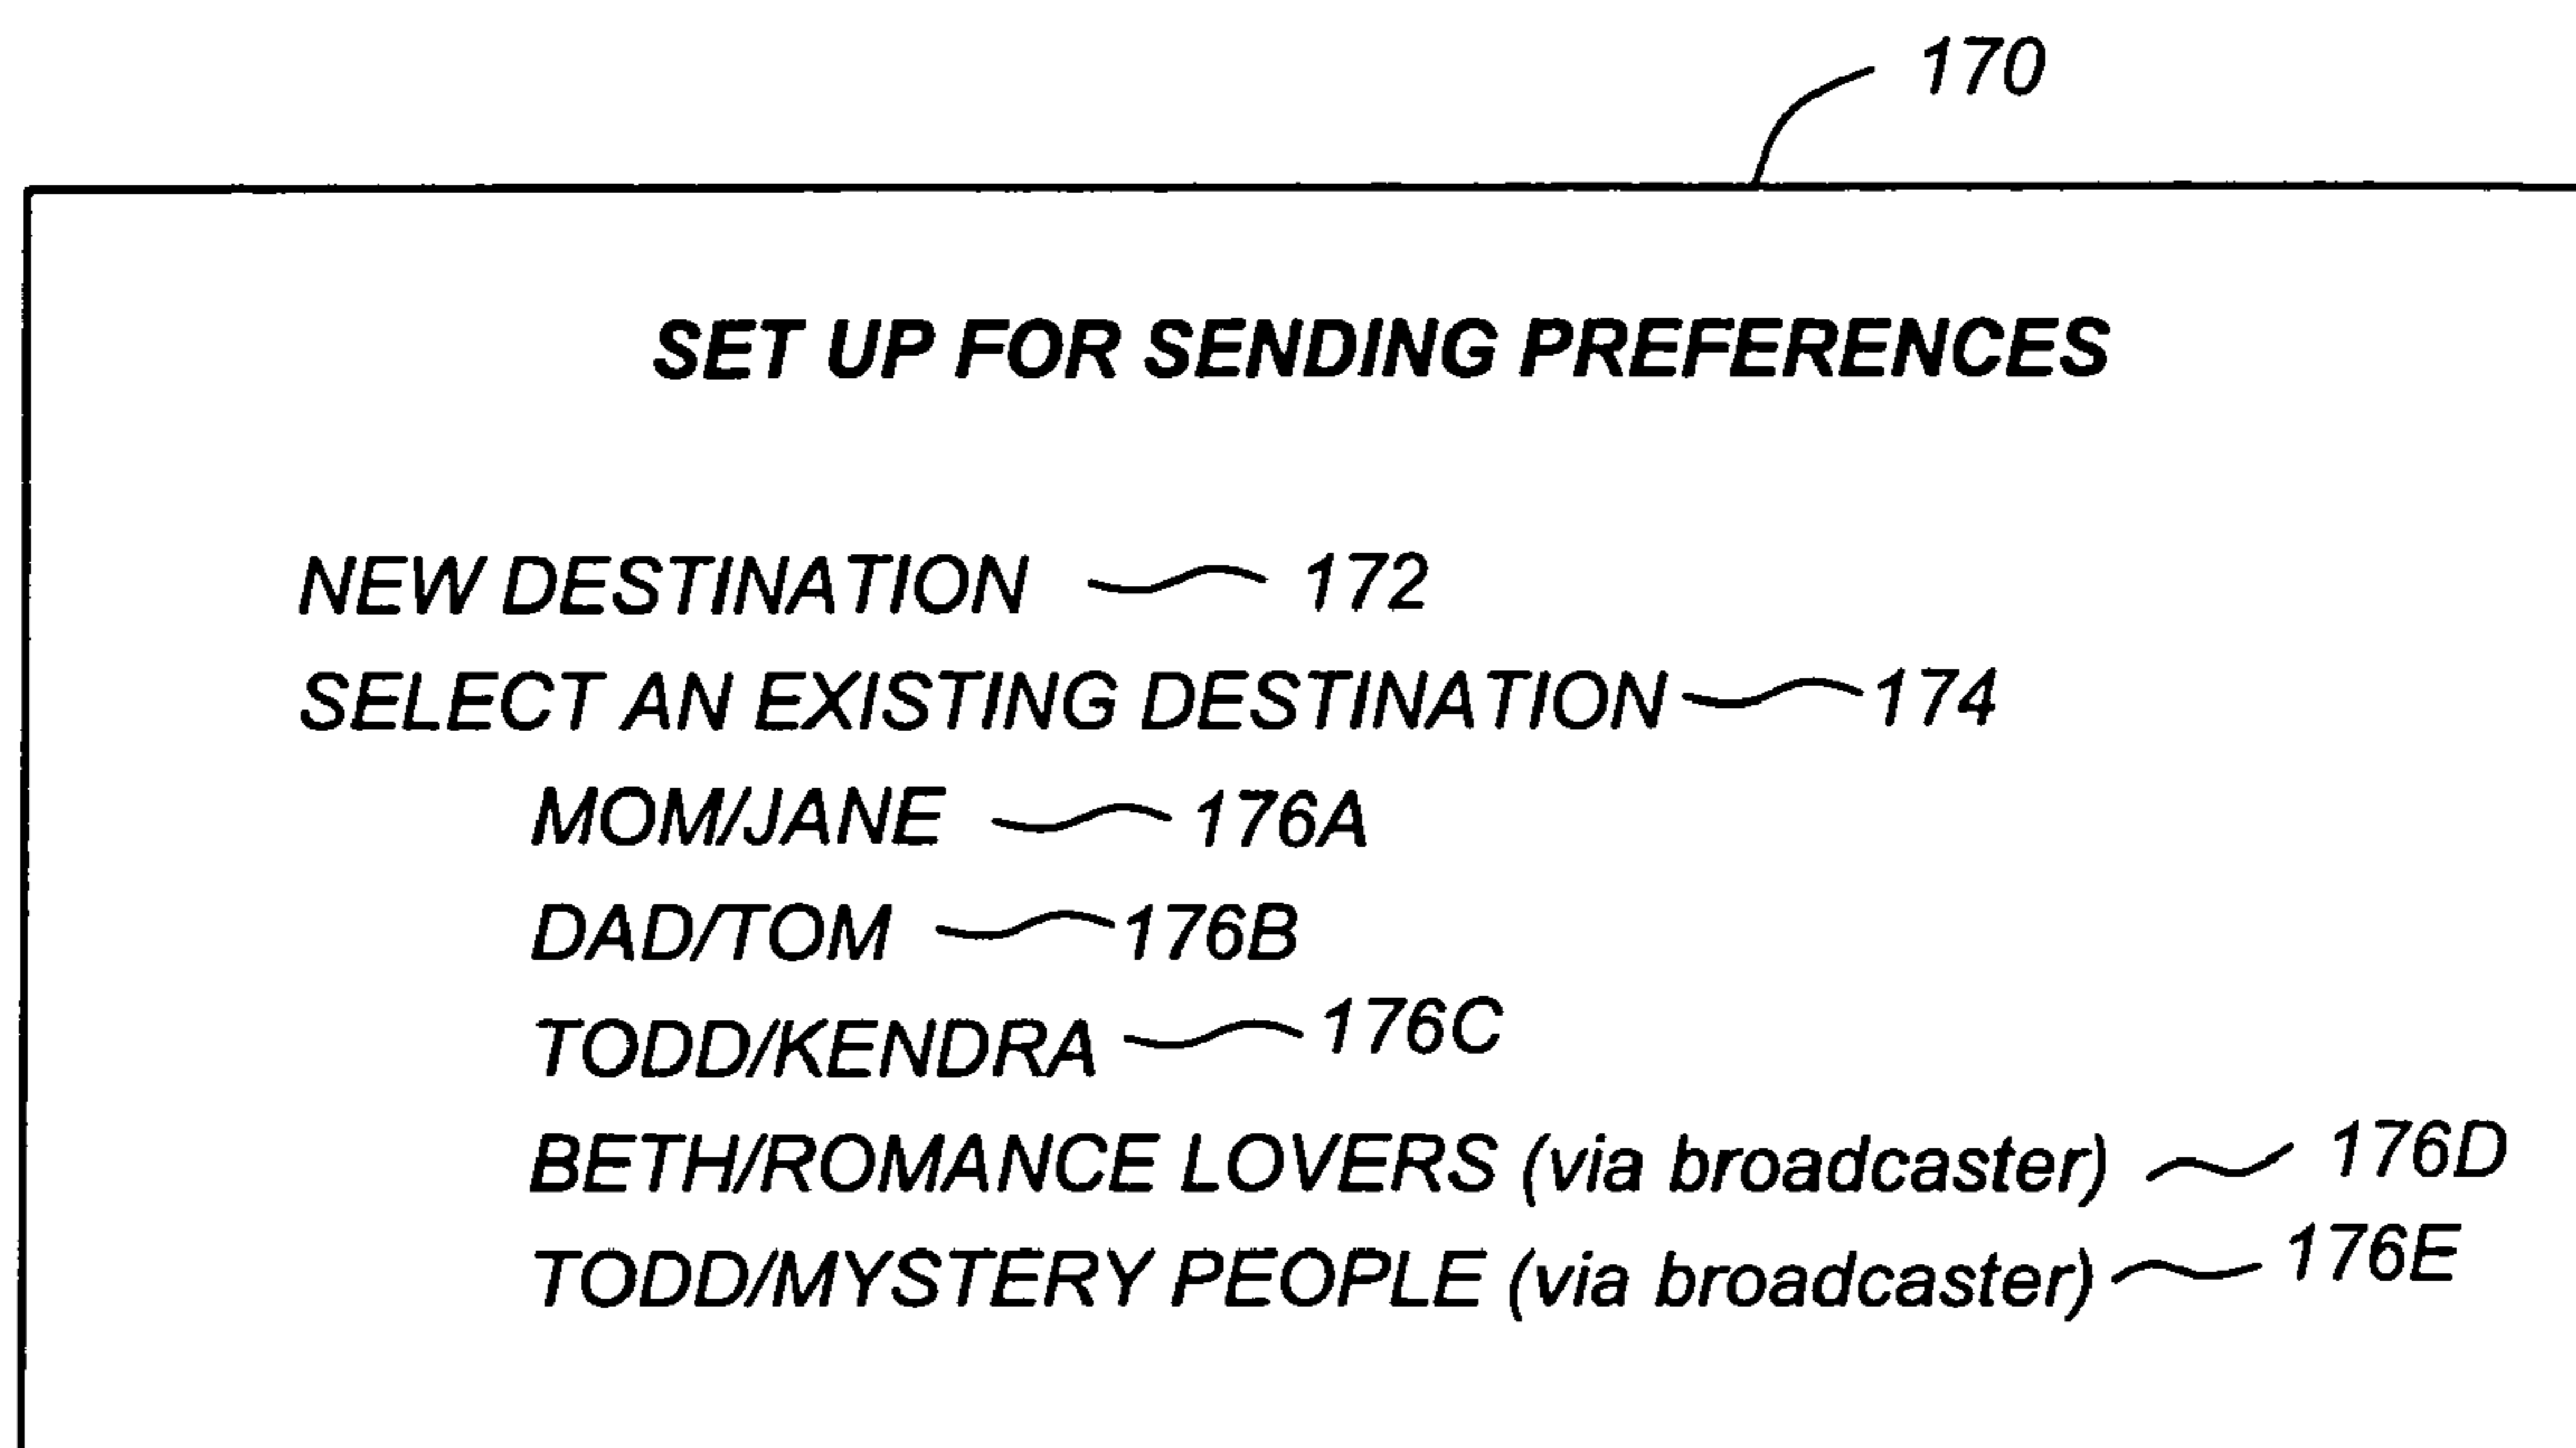 170
SET UP FOR SENDING PREFERENCES
NEW DESTINATION 172
SELECT AN EXISTING DESTINATION 174
MOM/JANE 176A
DAD/TOM 176B
TODD/KENDRA 176C
BETH/ROMANCE LOVERS (via broadcaster) 176D
TODD/MYSTERY PEOPLE (via broadcaster) 176E